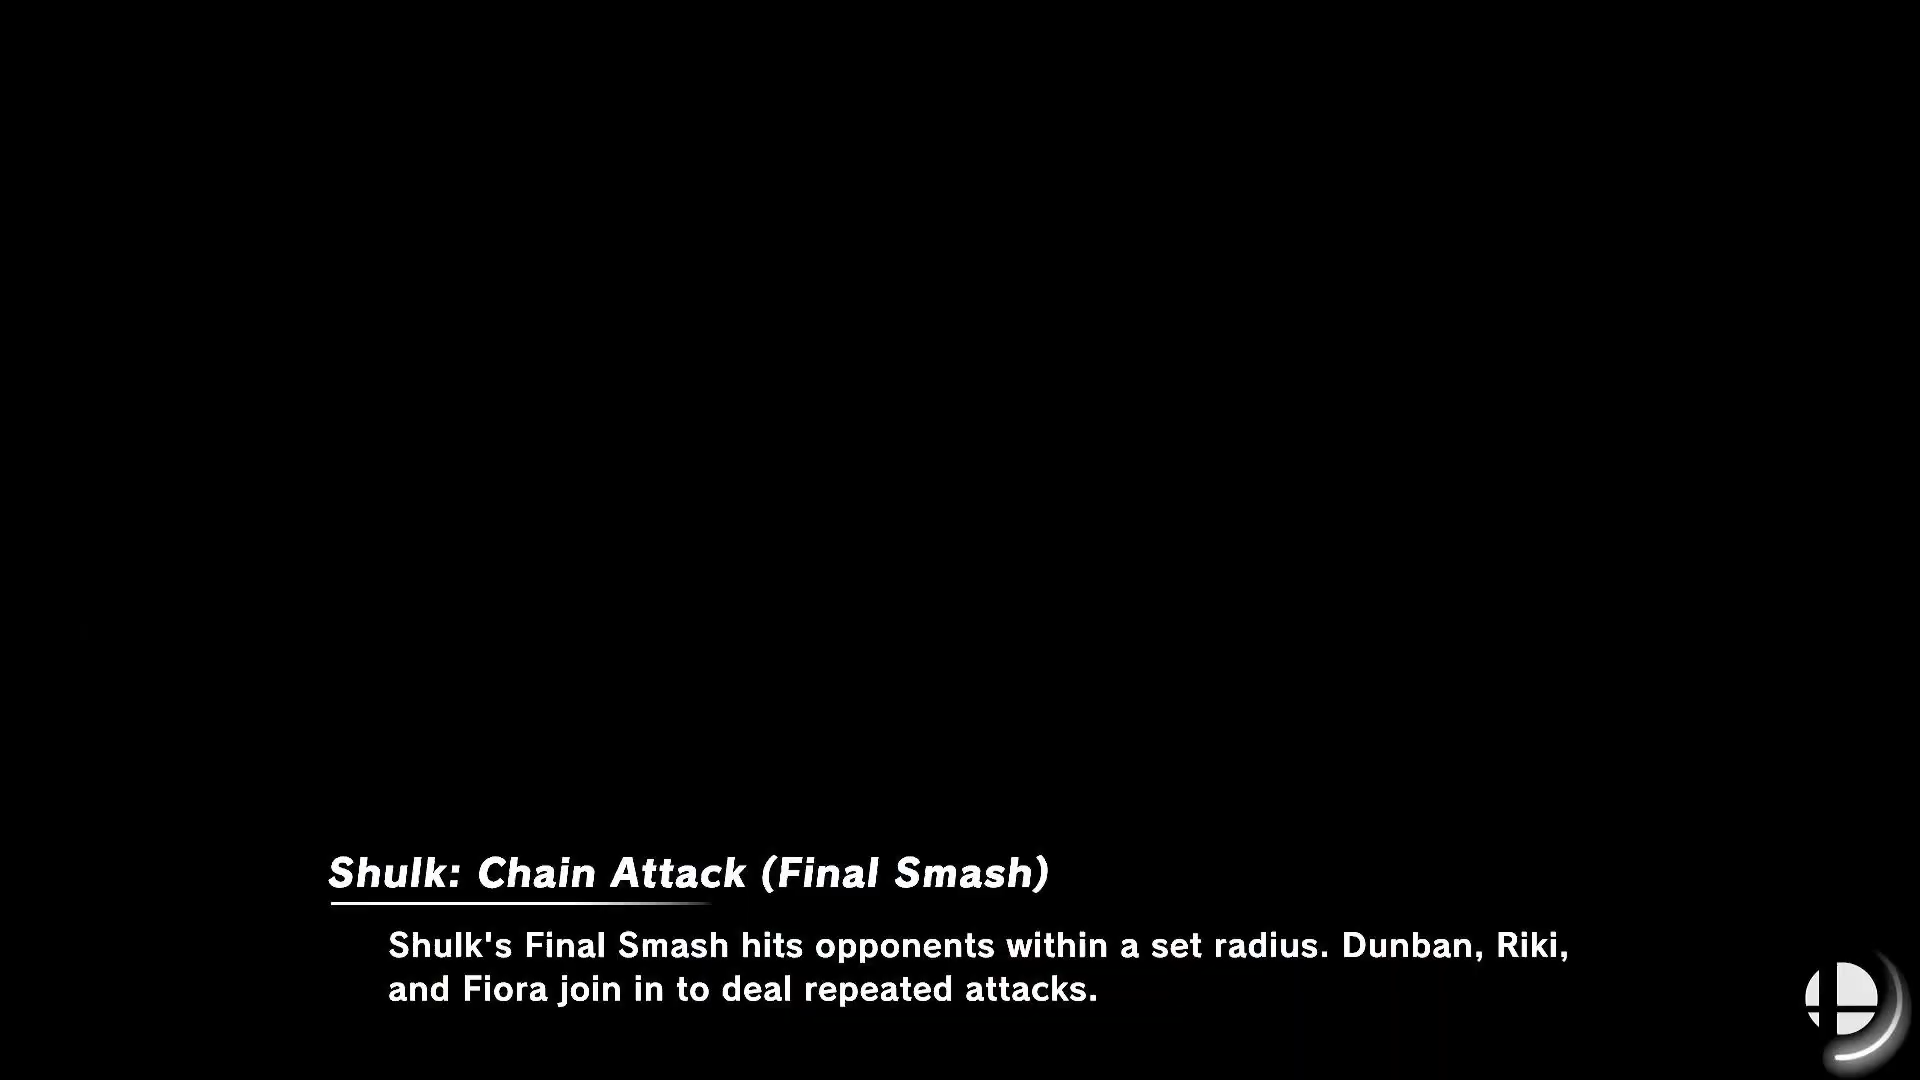 Shulk: Chain Attack (Final Smash)
Shulk's Final Smash hits opponents within a set radius. Dunban, Riki,
and Fiora join in to deal repeated attacks.